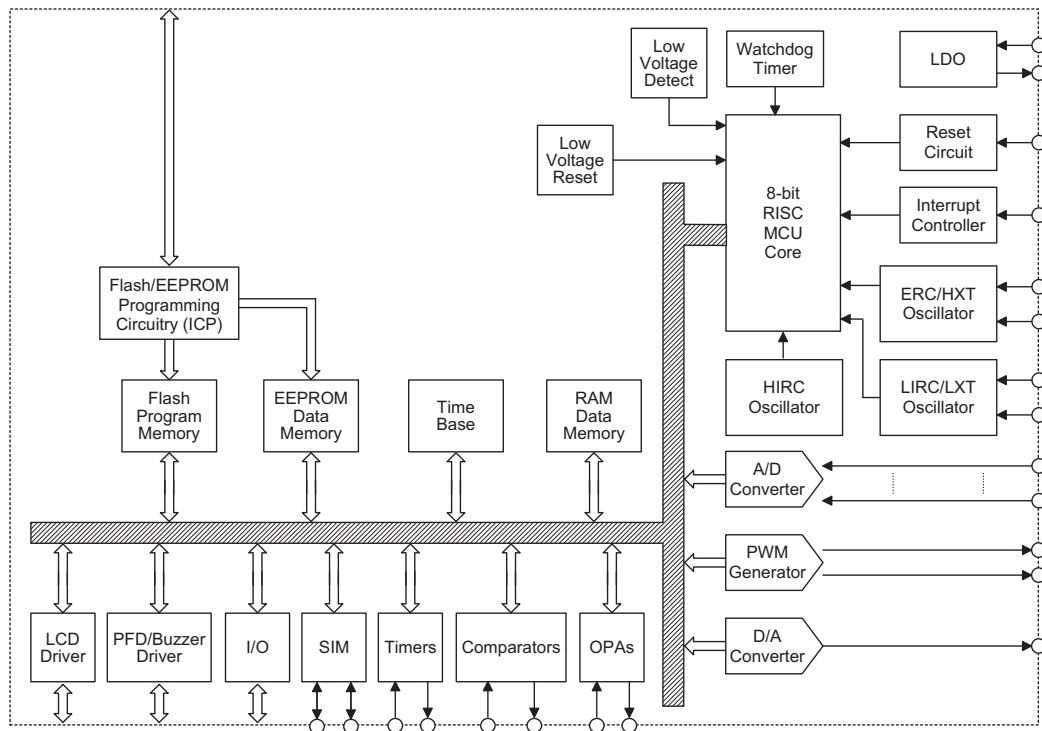 Low
Voltage
Detect
Watchdog
Timer
LDO
Low
Voltage
Reset
8-bit
RISC
MCU
Core
Reset
Circuit
Interrupt
Controller
Flash/EEPROM
Programming
Circuitry (ICP)
ERC/HXT
Oscillator
HIRC
Oscillator
LIRC/LXT
Oscillator
Flash
Program
Memory
EEPROM
Data
Memory
Time
Base
RAM
Data
Memory
A/D
Converter
PWM
Generator
D/A
Converter
LCD
Driver
PFD/Buzzer
Driver
I/O
SIM
Timers
Comparators
OPAs